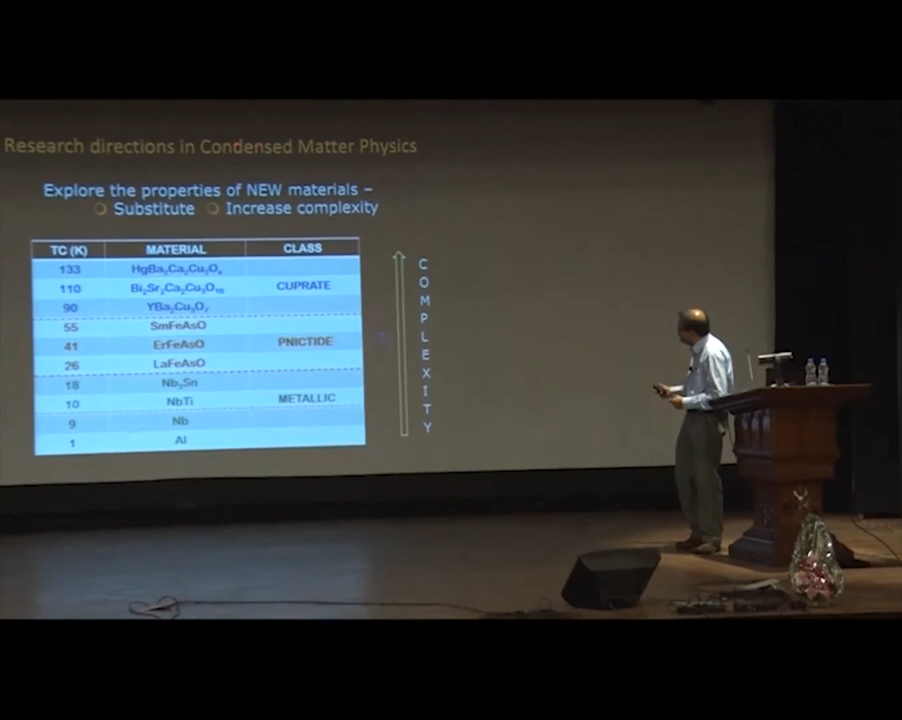 Research directions in Condensed Matter Physics
Explore the properties of NEW materials –
Substitute Increase complexity
TC (K) MATERIAL CLASS
133 HgBa₂Ca₂Cu₃Oₓ
110 Bi₂Sr₂Ca₂Cu₃O₁₀ CUPRATE
90 YBa₂Cu₃O₇
55 SmFeAsO
41 ErFeAsO PNICTIDE
26 LaFeAsO
18 Nb₃Sn
10 NbTi METALLIC
9 Nb
1 Al
COMPLEXITY